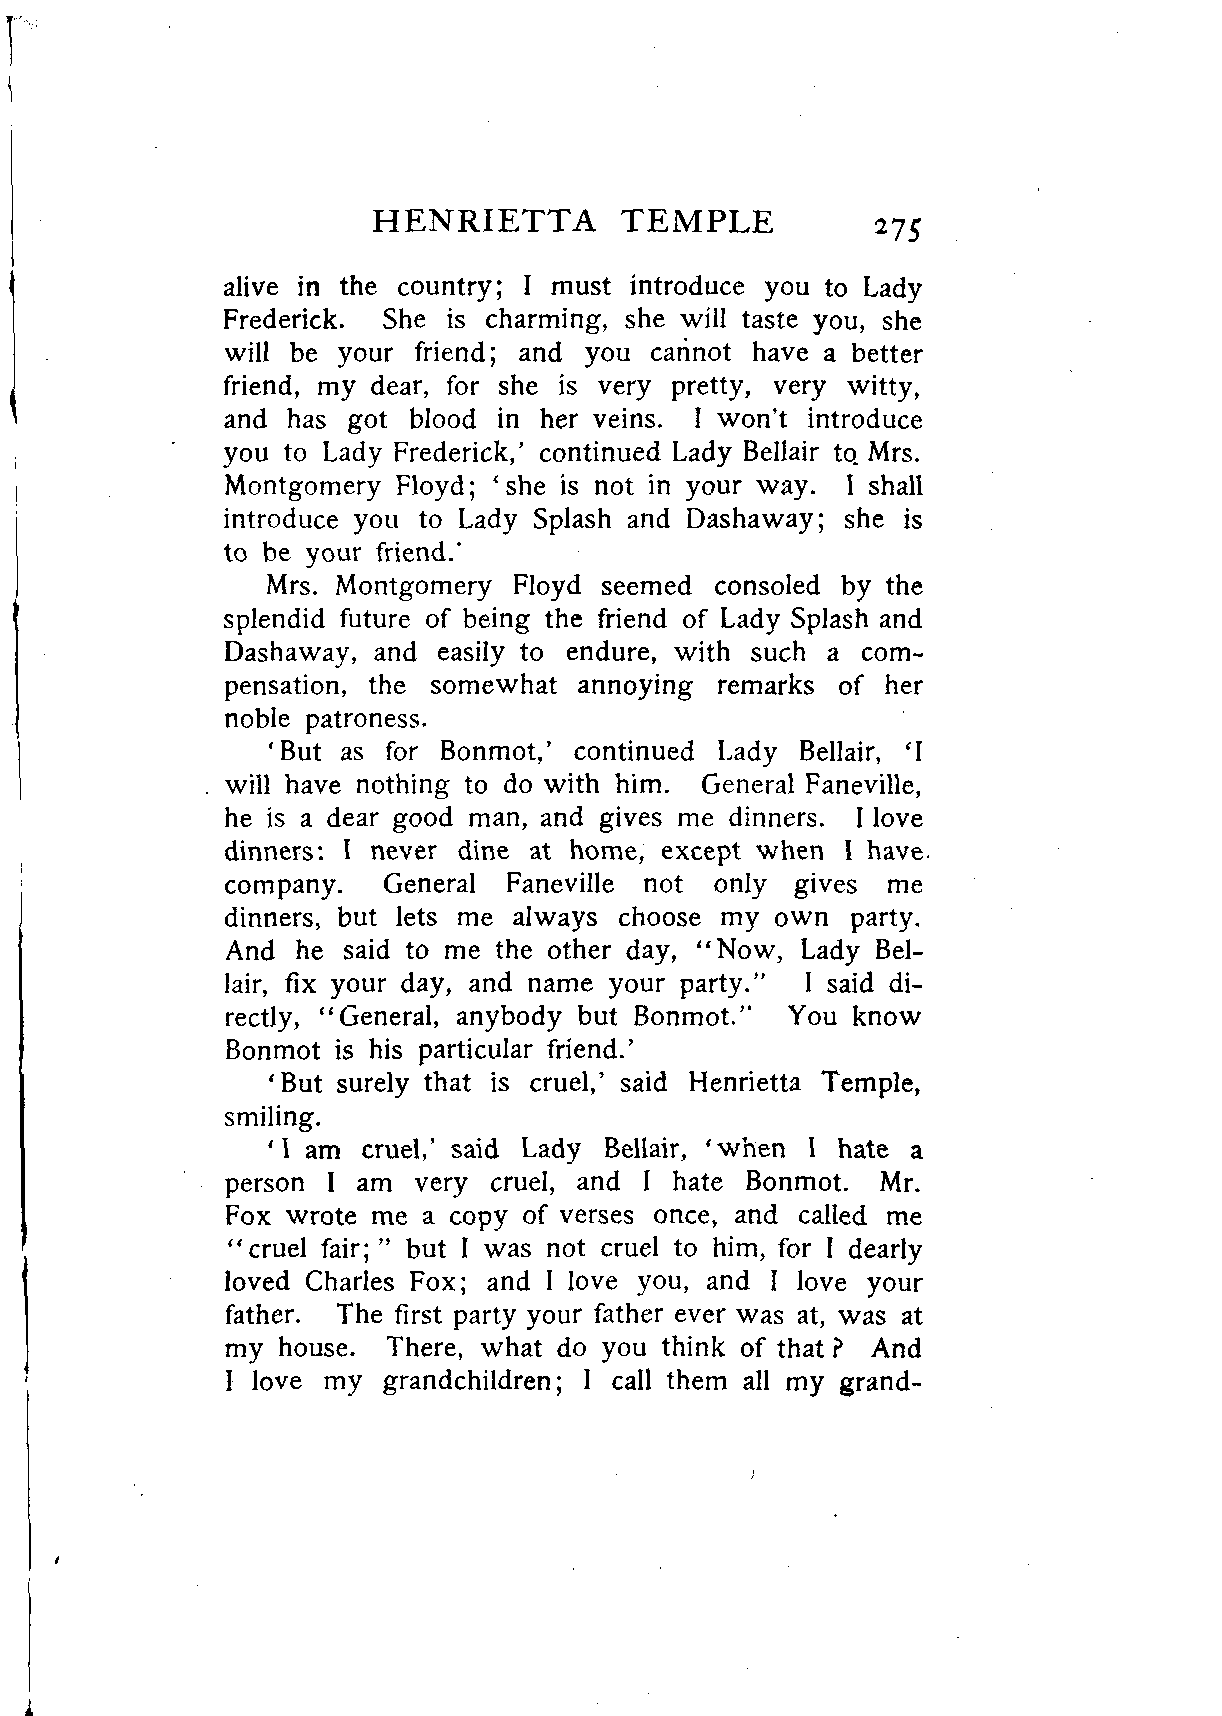 HENRIETTA TEMPLE 275
alive in the country; I must introduce you to Lady
Frederick. She is charming, she will taste you, she
will be your friend; and you cannot have a better
friend, my dear, for she is very pretty, very witty,
and has got blood in her veins. I won't introduce
you to Lady Frederick,' continued Lady Bellair to Mrs.
Montgomery Floyd; 'she is not in your way. I shall
introduce you to Lady Splash and Dashaway; she is
to be your friend.'
Mrs. Montgomery Floyd seemed consoled by the
splendid future of being the friend of Lady Splash and
Dashaway, and easily to endure, with such a com-
pensation, the somewhat annoying remarks of her
noble patroness.
'But as for Bonmot,' continued Lady Bellair, 'I
will have nothing to do with him. General Faneville,
he is a dear good man, and gives me dinners. I love
dinners: I never dine at home, except when I have
company. General Faneville not only gives me
dinners, but lets me always choose my own party.
And he said to me the other day, "Now, Lady Bel-
lair, fix your day, and name your party." I said di-
rectly, "General, anybody but Bonmot." You know
Bonmot is his particular friend.'
'But surely that is cruel,' said Henrietta Temple,
smiling.
'I am cruel,' said Lady Bellair, 'when I hate a
person I am very cruel, and I hate Bonmot. Mr.
Fox wrote me a copy of verses once, and called me
"cruel fair;" but I was not cruel to him, for I dearly
loved Charles Fox; and I love you, and I love your
father. The first party your father ever was at, was at
my house. There, what do you think of that? And
I love my grandchildren; I call them all my grand-